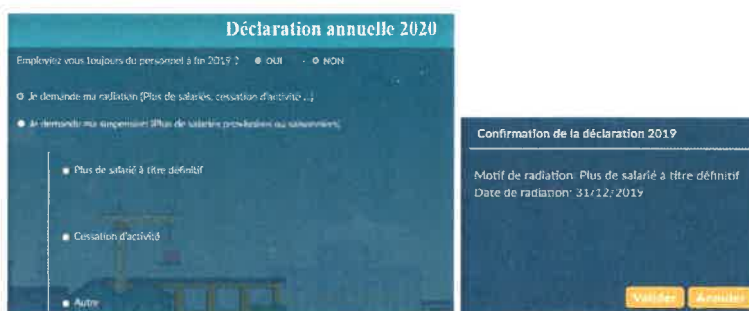 Déclaration annuelle 2020
Employiez vous toujours du personnel à fin 2019 ? OUI NON
Je demande ma radiation (Plus de salariés, cessation d'activité ...)
Je demande ma suspension (Plus de salariés provisoires ou saisonniers)
Plus de salarié à titre définitif
Cessation d'activité
Autre
Confirmation de la déclaration 2019
Motif de radiation: Plus de salarié à titre définitif
Date de radiation: 31/12/2019
Valider Annuler